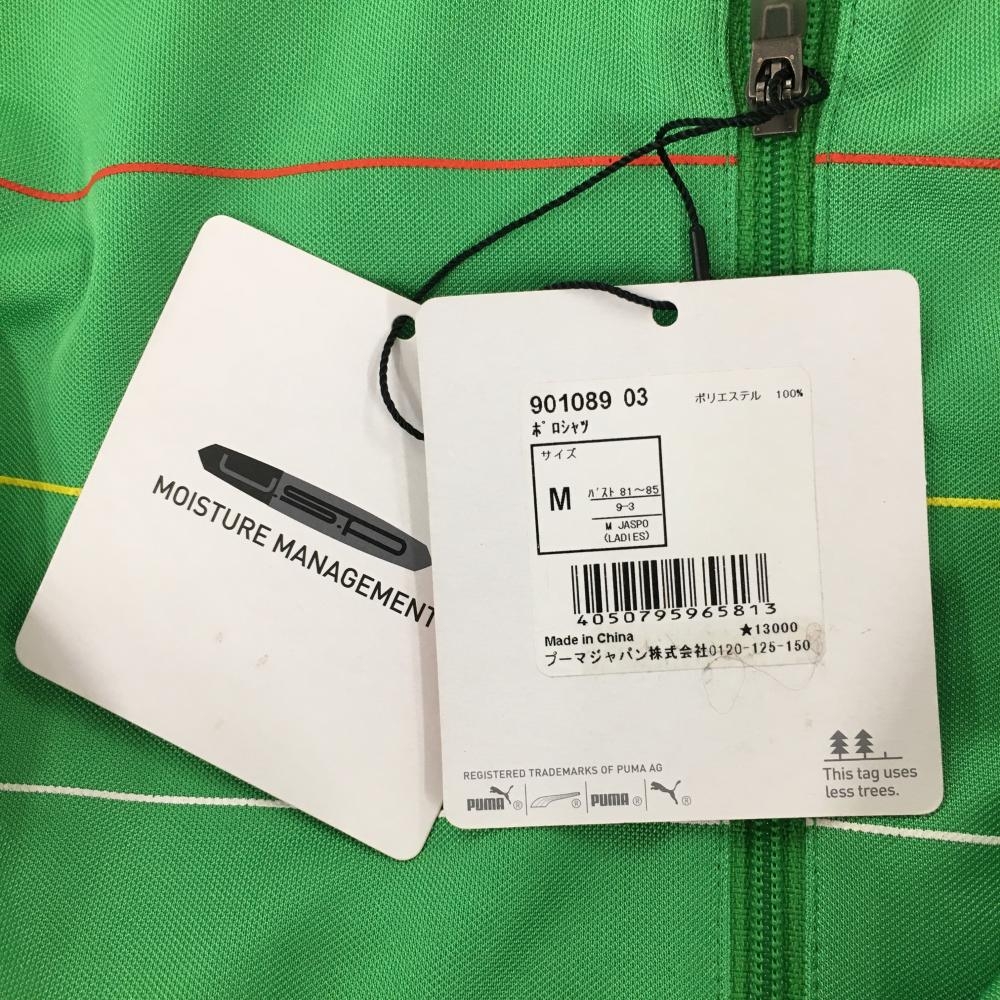 U.S.P
MOISTURE MANAGEMENT
901089 03
ポリエステル 100%
ポロシャツ
サイズ
M
バスト 81~85
9-3
M JASPO
(LADIES)
4050795965813
Made in China
★13000
プーマジャパン株式会社0120-125-150
REGISTERED TRADEMARKS OF PUMA AG
PUMA® ® PUMA® ®
This tag uses
less trees.